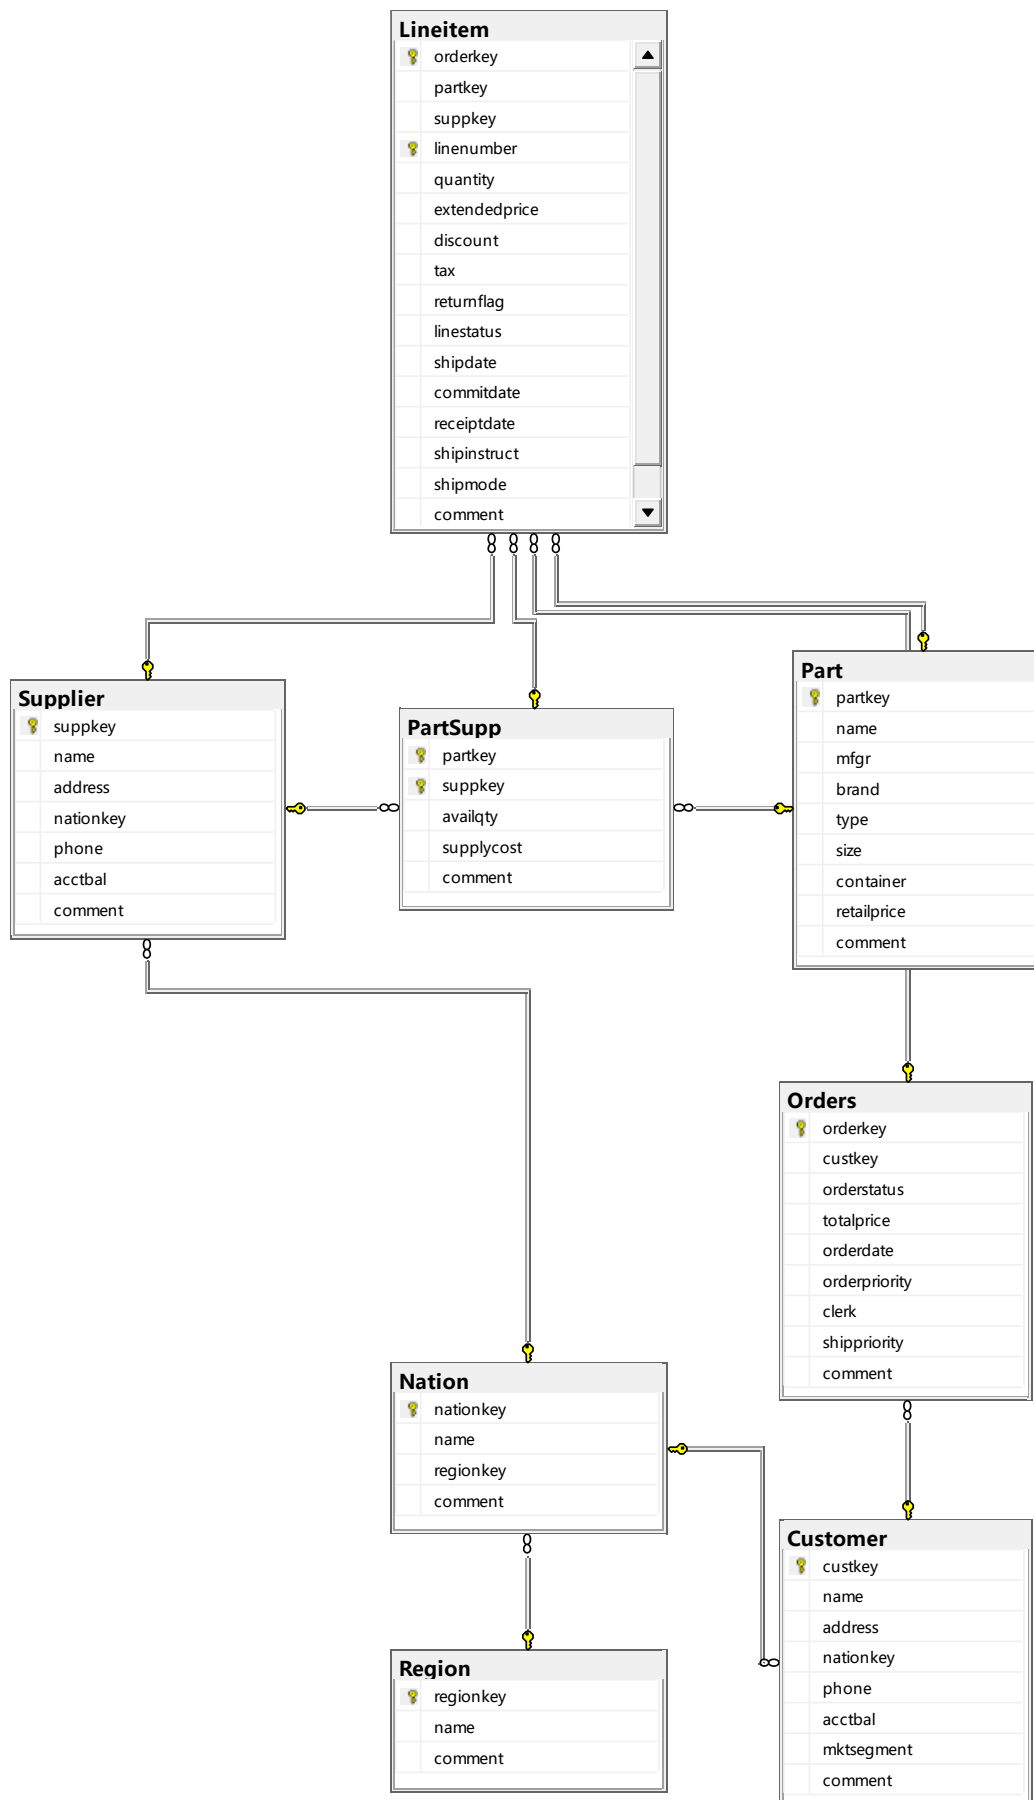 Lineitem
orderkey
partkey
suppkey
linenumber
quantity
extendedprice
discount
tax
returnflag
linestatus
shipdate
commitdate
receiptdate
shipinstruct
shipmode
comment
Supplier
suppkey
name
address
nationkey
phone
acctbal
comment
PartSupp
partkey
suppkey
availqty
supplycost
comment
Part
partkey
name
mfgr
brand
type
size
container
retailprice
comment
Orders
orderkey
custkey
orderstatus
totalprice
orderdate
orderpriority
clerk
shippriority
comment
Nation
nationkey
name
regionkey
comment
Customer
custkey
name
address
nationkey
phone
acctbal
mktsegment
comment
Region
regionkey
name
comment